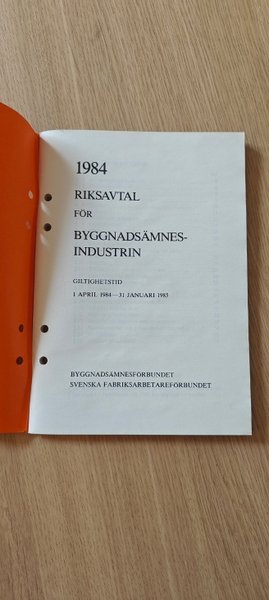 1984
RIKSAVTAL
FÖR
BYGGNADSÄMNES-
INDUSTRIN
GILTIGHETSTID
1 APRIL 1984—31 JANUARI 1985
BYGGNADSÄMNESFÖRBUNDET
SVENSKA FABRIKSARBETAREFÖRBUNDET